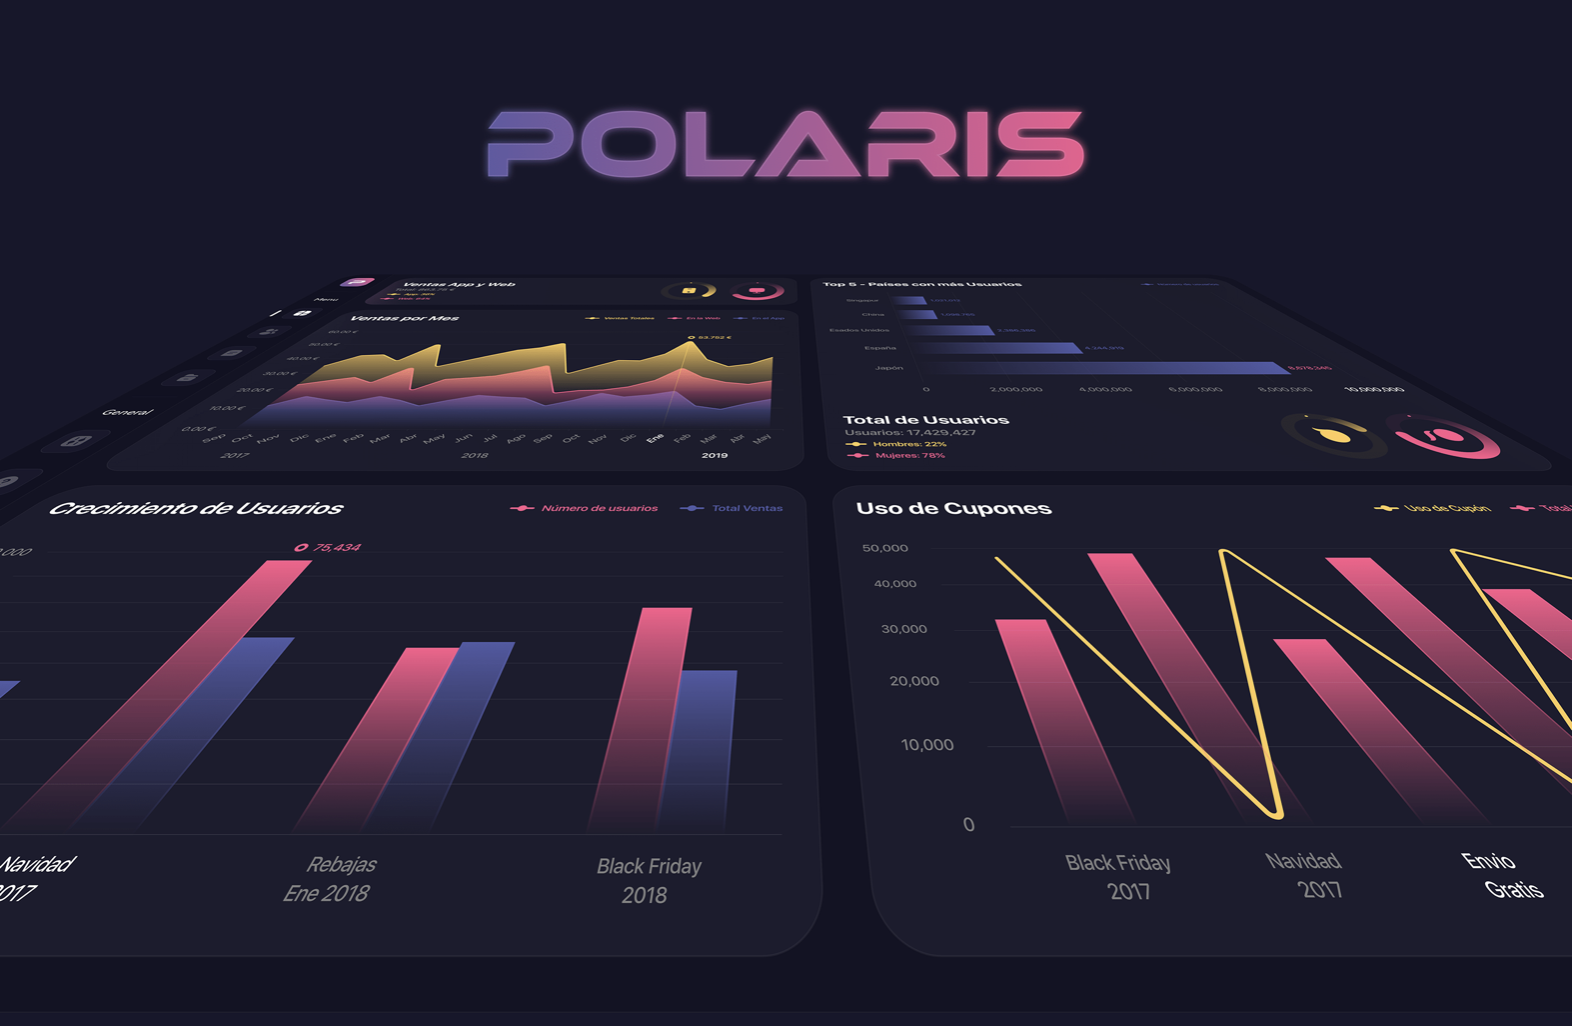 POLARIS
Menu
General
Ventas App y Web
App: 38%
Ventas por Mes
Ventas Totales
En la Web
En el App
53.752 €
60.00 €
50.00 €
40.00 €
30.00 €
20.00 €
10.00 €
0.00 €
Sep Oct Nov Dic Ene Feb Mar Abr May Jun Jul Ago Sep Oct Nov Dic Ene Feb Mar Abr May
2017 2018 2019
Top 5 - Países con más Usuarios
Singapur
China
Estados Unidos
España
Japón
0 2,000,000 4,000,000 6,000,000 8,000,000 10,000,000
Total de Usuarios
Usuarios: 17,429,427
Hombres: 22%
Mujeres: 78%
Crecimiento de Usuarios
Número de usuarios
Total Ventas
75,434
Navidad
2017
Rebajas
Ene 2018
Black Friday
2018
Uso de Cupones
Uso de Cupón
Total
50,000
40,000
30,000
20,000
10,000
0
Black Friday
2017
Navidad
2017
Envio
Gratis